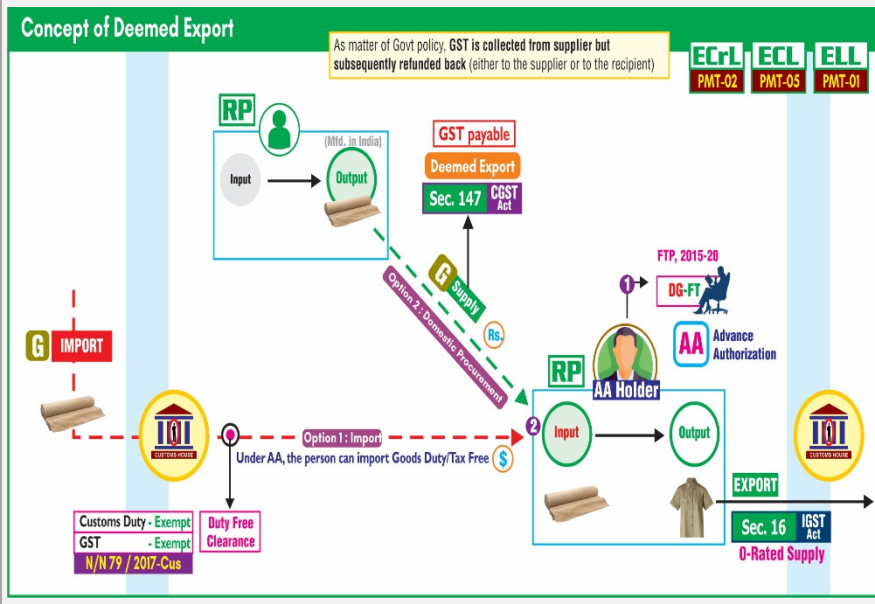 Concept of Deemed Export
As matter of Govt policy, GST is collected from supplier but
subsequently refunded back (either to the supplier or to the recipient)
ECrL
PMT-02
ECL
PMT-05
ELL
PMT-01
RP
(Mfd. in India)
Input
Output
GST payable
Deemed Export
Sec. 147
CGST
Act
G
Supply
Rs.
Option 2 : Domestic Procurement
1
FTP, 2015-20
DG-FT
AA
Advance
Authorization
G
IMPORT
RP
AA Holder
CUSTOMS HOUSE
Option 1 : Import
Under AA, the person can import Goods Duty/Tax Free
$
2
Input
Output
CUSTOMS HOUSE
Customs Duty - Exempt
GST - Exempt
N/N 79 / 2017-Cus
Duty Free
Clearance
EXPORT
Sec. 16
IGST
Act
0-Rated Supply